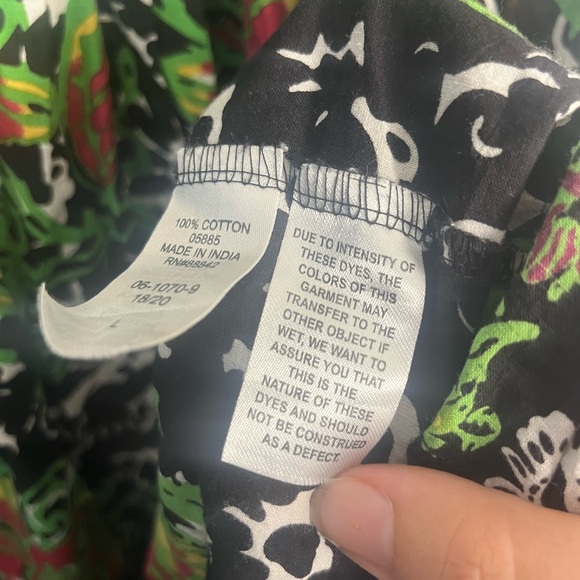 100% COTTON
05885
MADE IN INDIA
RN#88842
06-1070-9
18/20
L
DUE TO INTENSITY OF
THESE DYES, THE
COLORS OF THIS
GARMENT MAY
TRANSFER TO THE
OTHER OBJECT IF
WET, WE WANT TO
ASSURE YOU THAT
THIS IS THE
NATURE OF THESE
DYES AND SHOULD
NOT BE CONSTRUED
AS A DEFECT.